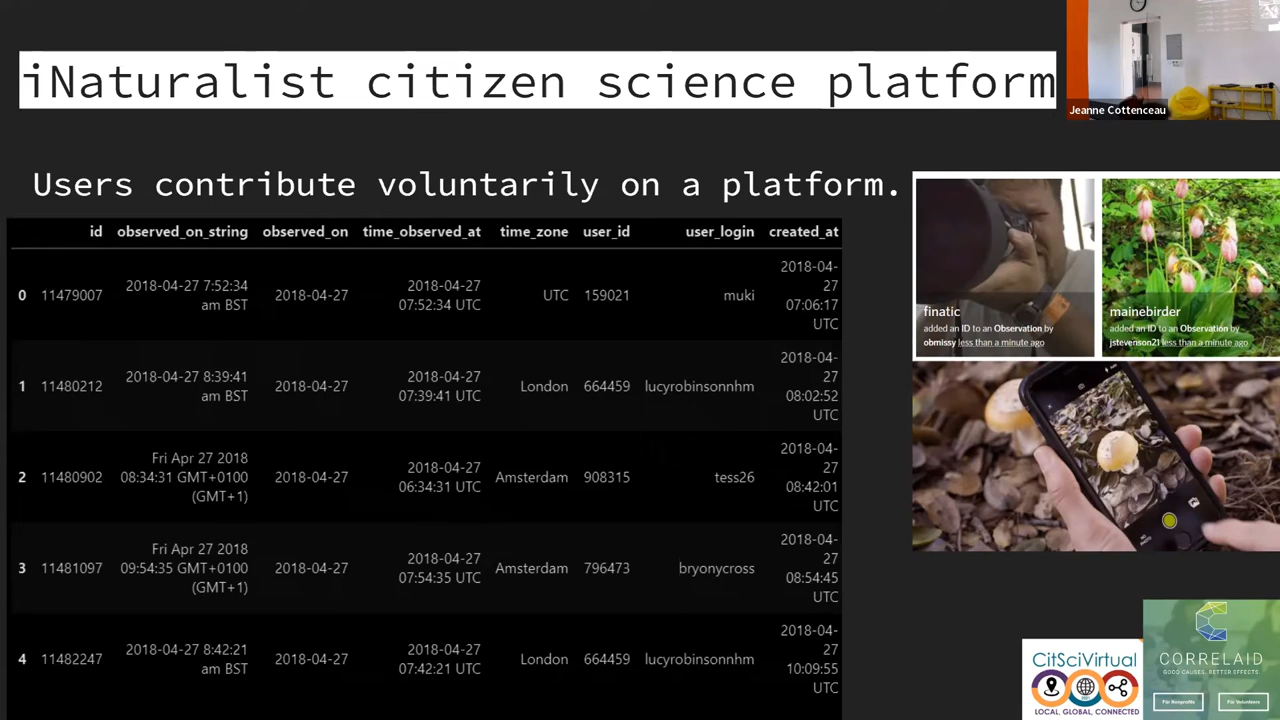 iNaturalist citizen science platform
Jeanne Cottenceau
Users contribute voluntarily on a platform.
id observed_on_string observed_on time_observed_at time_zone user_id user_login created_at
0 11479007 2018-04-27 7:52:34 am BST 2018-04-27 2018-04-27 07:52:34 UTC UTC 159021 muki 2018-04-27 07:06:17 UTC
1 11480212 2018-04-27 8:39:41 am BST 2018-04-27 2018-04-27 07:39:41 UTC London 664459 lucyrobinsonnhm 2018-04-27 08:02:52 UTC
2 11480902 Fri Apr 27 2018 08:34:31 GMT+0100 (GMT+1) 2018-04-27 2018-04-27 06:34:31 UTC Amsterdam 908315 tess26 2018-04-27 08:42:01 UTC
3 11481097 Fri Apr 27 2018 09:54:35 GMT+0100 (GMT+1) 2018-04-27 2018-04-27 07:54:35 UTC Amsterdam 796473 bryonycross 2018-04-27 08:54:45 UTC
4 11482247 2018-04-27 8:42:21 am BST 2018-04-27 2018-04-27 07:42:21 UTC London 664459 lucyrobinsonnhm 2018-04-27 10:09:55 UTC
finatic
added an ID to an Observation by
obmissy less than a minute ago
mainebirder
added an ID to an Observation by
jstevenson21 less than a minute ago
CitSciVirtual
LOCAL, GLOBAL, CONNECTED
CORRELAID
GOOD CAUSES. BETTER EFFECTS.
For Nonprofits
For Volunteers